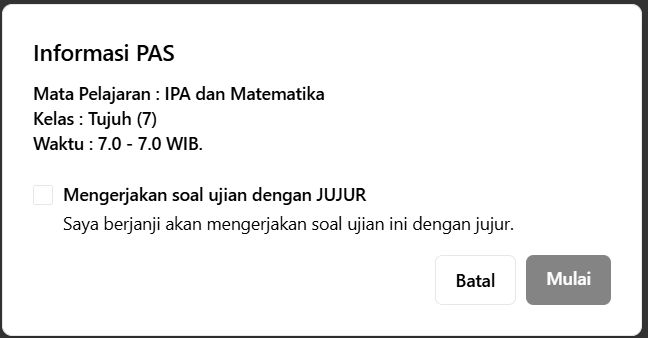 Informasi PAS
Mata Pelajaran : IPA dan Matematika
Kelas : Tujuh (7)
Waktu : 7.0 - 7.0 WIB.
Mengerjakan soal ujian dengan JUJUR
Saya berjanji akan mengerjakan soal ujian ini dengan jujur.
Batal
Mulai